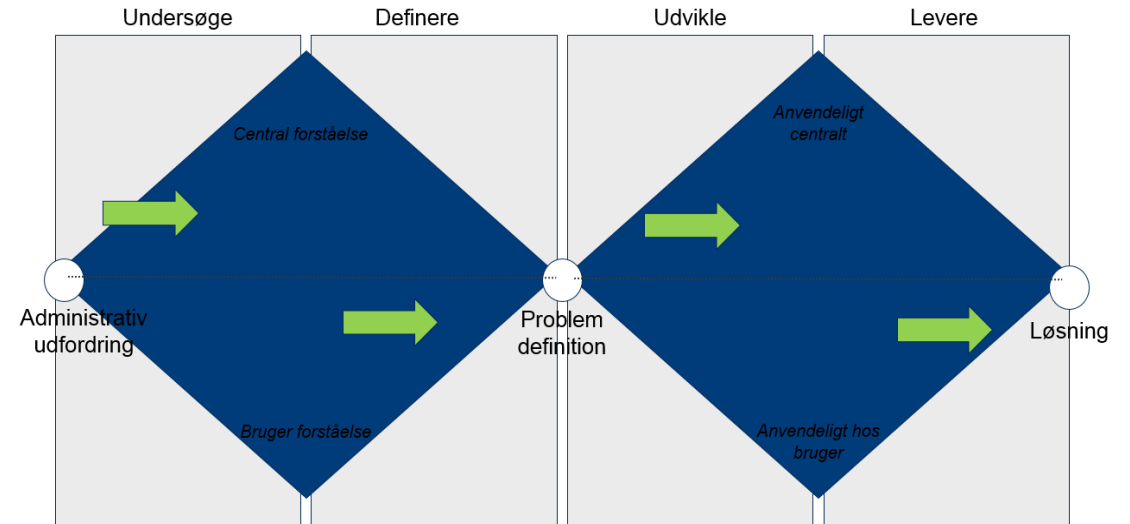 Undersøge
Definere
Udvikle
Levere
Central forståelse
Anvendeligt
centralt
Administrativ
udfordring
Problem
definition
Løsning
Bruger forståelse
Anvendeligt hos
bruger